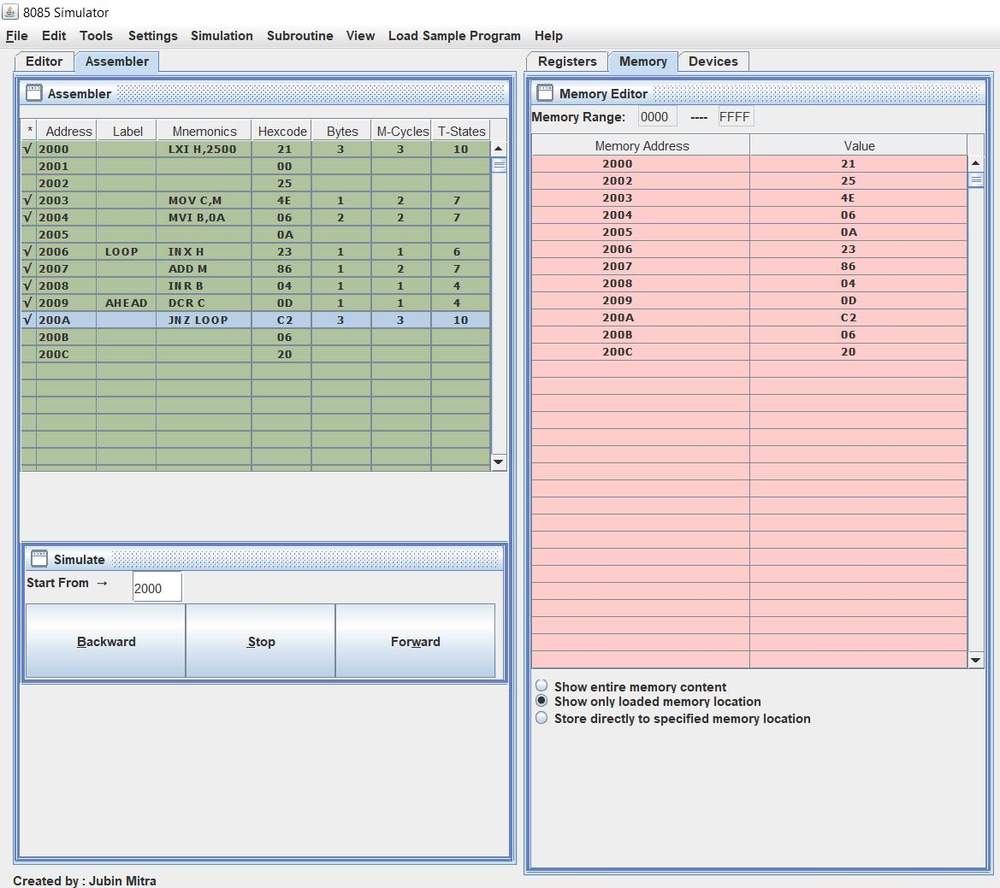 8085 Simulator
File Edit Tools Settings Simulation Subroutine View Load Sample Program Help
Editor Assembler
Assembler
* Address Label Mnemonics Hexcode Bytes M-Cycles T-States
√ 2000 LXI H,2500 21 3 3 10
2001 00
2002 25
√ 2003 MOV C,M 4E 1 2 7
√ 2004 MVI B,0A 06 2 2 7
2005 0A
√ 2006 LOOP INX H 23 1 1 6
√ 2007 ADD M 86 1 2 7
√ 2008 INR B 04 1 1 4
√ 2009 AHEAD DCR C 0D 1 1 4
√ 200A JNZ LOOP C2 3 3 10
200B 06
200C 20
Simulate
Start From → 2000
Backward Stop Forward
Created by : Jubin Mitra
Registers Memory Devices
Memory Editor
Memory Range: 0000 ---- FFFF
Memory Address Value
2000 21
2002 25
2003 4E
2004 06
2005 0A
2006 23
2007 86
2008 04
2009 0D
200A C2
200B 06
200C 20
Show entire memory content
Show only loaded memory location
Store directly to specified memory location